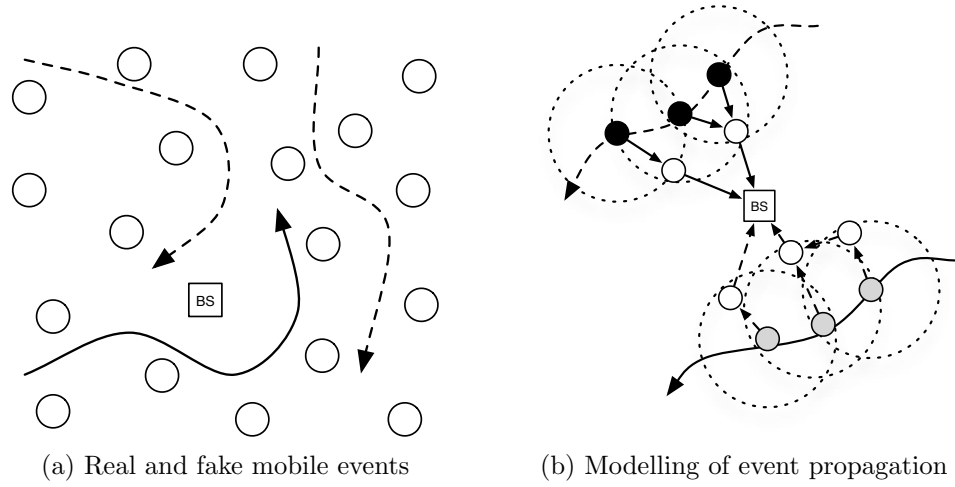 BS
BS
(a) Real and fake mobile events
(b) Modelling of event propagation